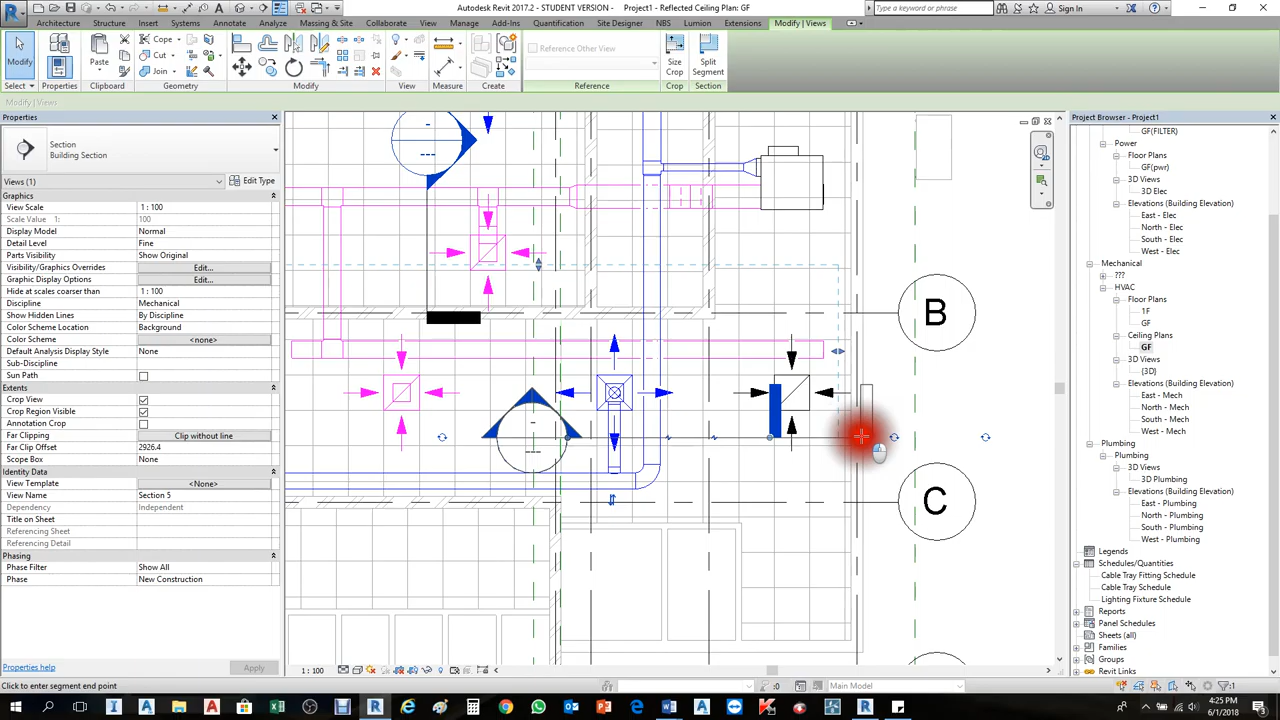 Autodesk Revit 2017.2 - STUDENT VERSION - Project1 - Reflected Ceiling Plan: GF
Type a keyword or phrase
Sign In
Architecture Structure Insert Systems Annotate Analyze Massing & Site Collaborate View Manage Add-Ins Quantification Site Designer NBS Lumion Extensions Modify | Views
Modify
Paste
Cope
Cut
Join
Reference Other View
Size Crop
Split Segment
Select Properties Clipboard Geometry Modify View Measure Create Reference Crop Section
Modify | Views
Properties
Section
Building Section
Views (1)
Edit Type
Graphics
View Scale 1 : 100
Scale Value 1: 100
Display Model Normal
Detail Level Fine
Parts Visibility Show Original
Visibility/Graphics Overrides Edit...
Graphic Display Options Edit...
Hide at scales coarser than 1 : 100
Discipline Mechanical
Show Hidden Lines By Discipline
Color Scheme Location Background
Color Scheme <none>
Default Analysis Display Style None
Sub-Discipline
Sun Path
Extents
Crop View
Crop Region Visible
Annotation Crop
Far Clipping Clip without line
Far Clip Offset 2926.4
Scope Box None
Identity Data
View Template <None>
View Name Section 5
Dependency Independent
Title on Sheet
Referencing Sheet
Referencing Detail
Phasing
Phase Filter Show All
Phase New Construction
Properties help
Apply
B
C
1 : 100
Project Browser - Project1
GF(FILTER)
Power
Floor Plans
GF(pwr)
3D Views
3D Elec
Elevations (Building Elevation)
East - Elec
North - Elec
South - Elec
West - Elec
Mechanical
???
HVAC
Floor Plans
1F
GF
Ceiling Plans
GF
3D Views
{3D}
Elevations (Building Elevation)
East - Mech
North - Mech
South - Mech
West - Mech
Plumbing
Plumbing
3D Views
3D Plumbing
Elevations (Building Elevation)
East - Plumbing
North - Plumbing
South - Plumbing
West - Plumbing
Legends
Schedules/Quantities
Cable Tray Fitting Schedule
Cable Tray Schedule
Lighting Fixture Schedule
Reports
Panel Schedules
Sheets (all)
Families
Groups
Revit Links
Click to enter segment end point
:0
Main Model
:1
4:25 PM
6/1/2018